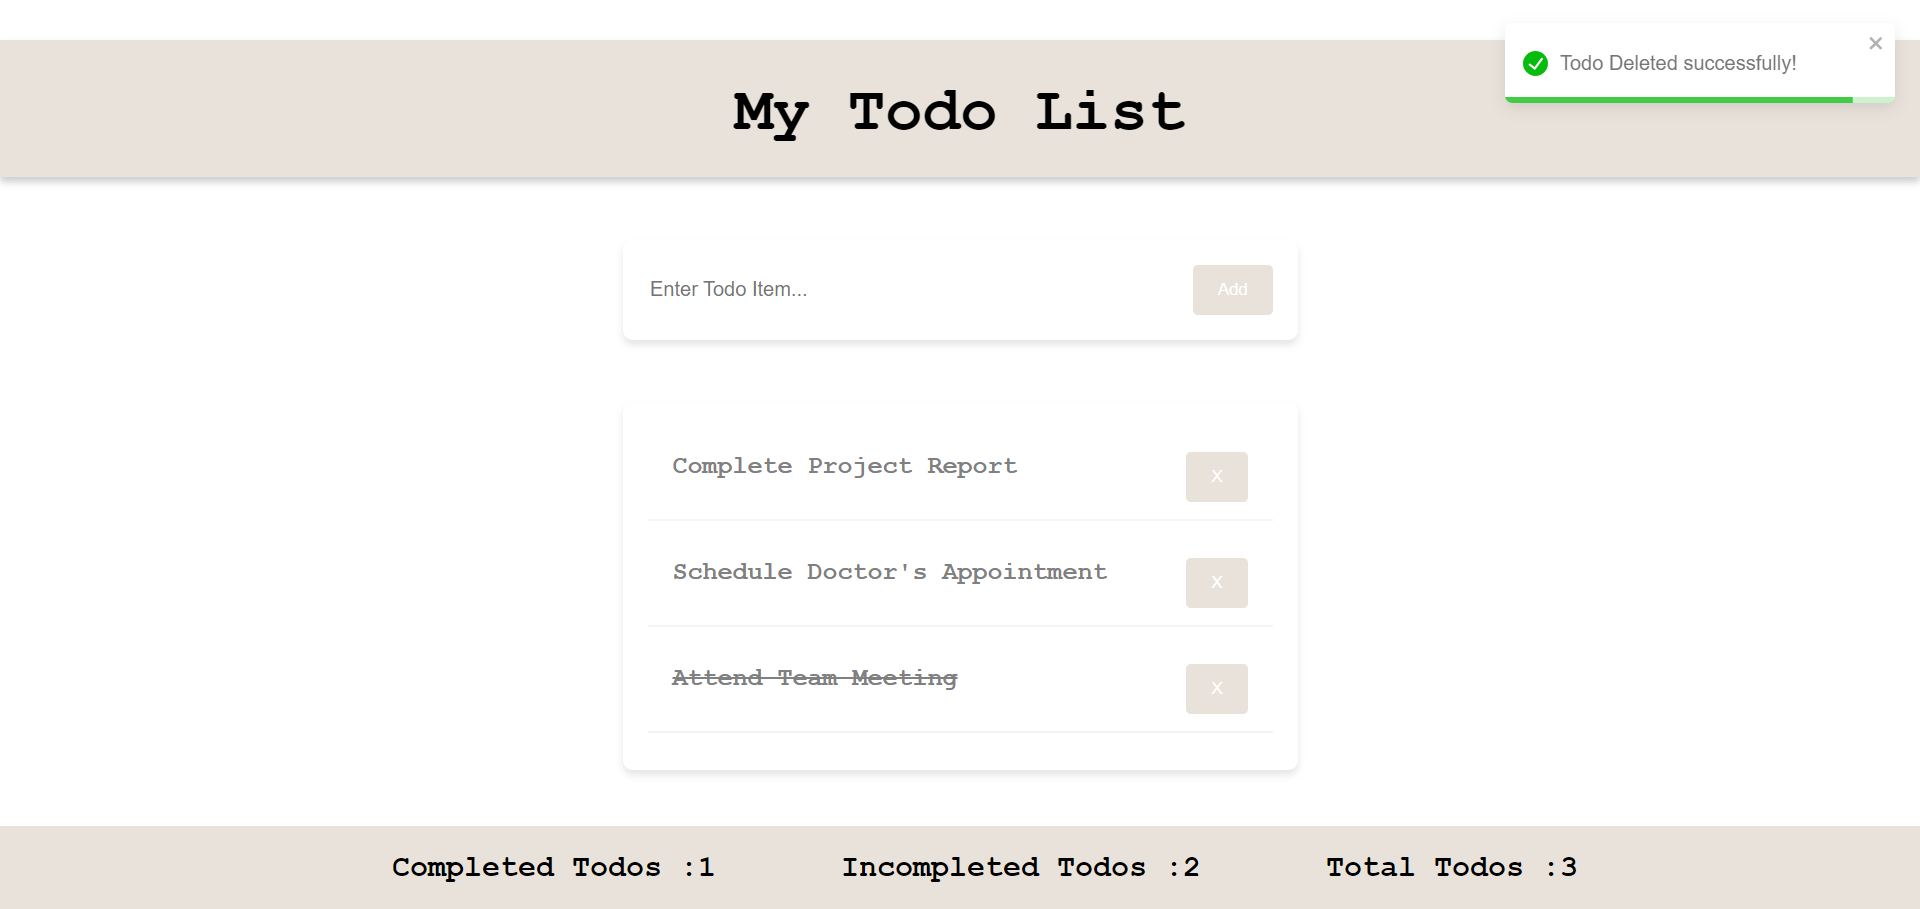 Todo Deleted successfully!
My Todo List
Enter Todo Item...
Add
Complete Project Report
X
Schedule Doctor's Appointment
X
Attend Team Meeting
X
Completed Todos :1
Incompleted Todos :2
Total Todos :3